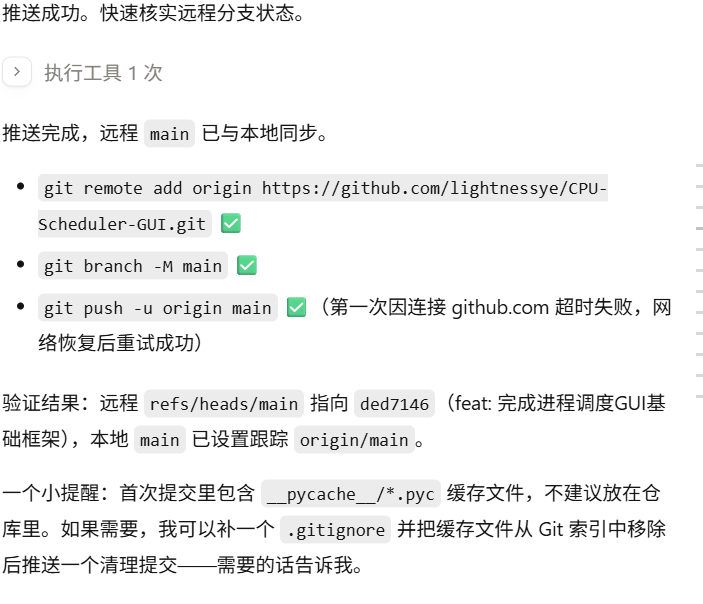 推送成功。快速核实远程分支状态。
执行工具 1 次
推送完成，远程 main 已与本地同步。
git remote add origin https://github.com/lightnessye/CPU-
Scheduler-GUI.git ✅
git branch -M main ✅
git push -u origin main ✅（第一次因连接 github.com 超时失败，网
络恢复后重试成功）
验证结果：远程 refs/heads/main 指向 ded7146（feat: 完成进程调度GUI基
础框架），本地 main 已设置跟踪 origin/main。
一个小提醒：首次提交里包含 __pycache__/*.pyc 缓存文件，不建议放在仓
库里。如果需要，我可以补一个 .gitignore 并把缓存文件从 Git 索引中移除
后推送一个清理提交——需要的话告诉我。